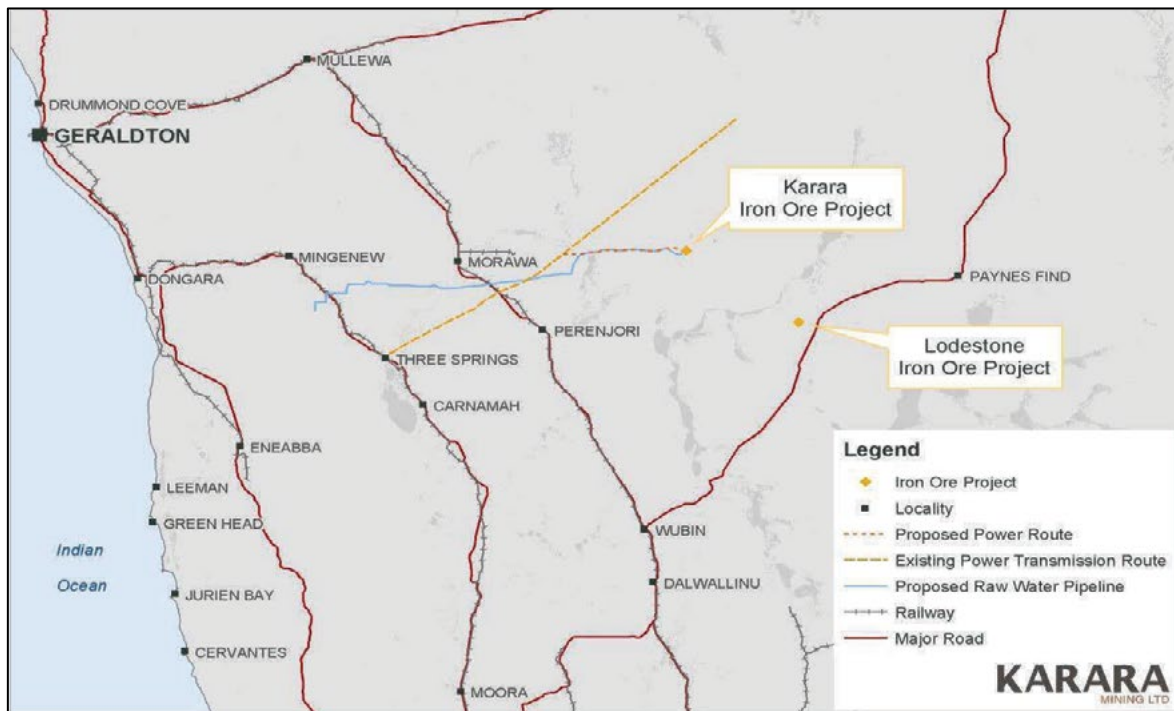 MULLEWA
DRUMMOND COVE
GERALDTON
Karara
Iron Ore Project
MINGENEW
MORAWA
DONGARA
PAYNES FIND
PERENJORI
Lodestone
Iron Ore Project
THREE SPRINGS
CARNAMAH
ENEABBA
LEEMAN
GREEN HEAD
WUBIN
Indian
Ocean
DALWALLINU
JURIEN BAY
CERVANTES
MOORA
Legend
Iron Ore Project
Locality
Proposed Power Route
Existing Power Transmission Route
Proposed Raw Water Pipeline
Railway
Major Road
KARARA
MINING LTD